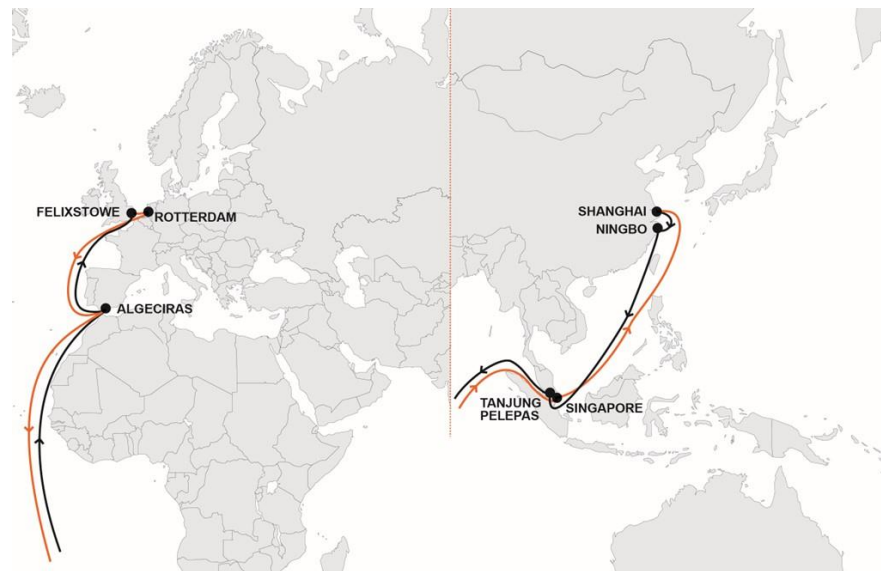 FELIXSTOWE
ROTTERDAM
ALGECIRAS
SHANGHAI
NINGBO
TANJUNG
PELEPAS
SINGAPORE